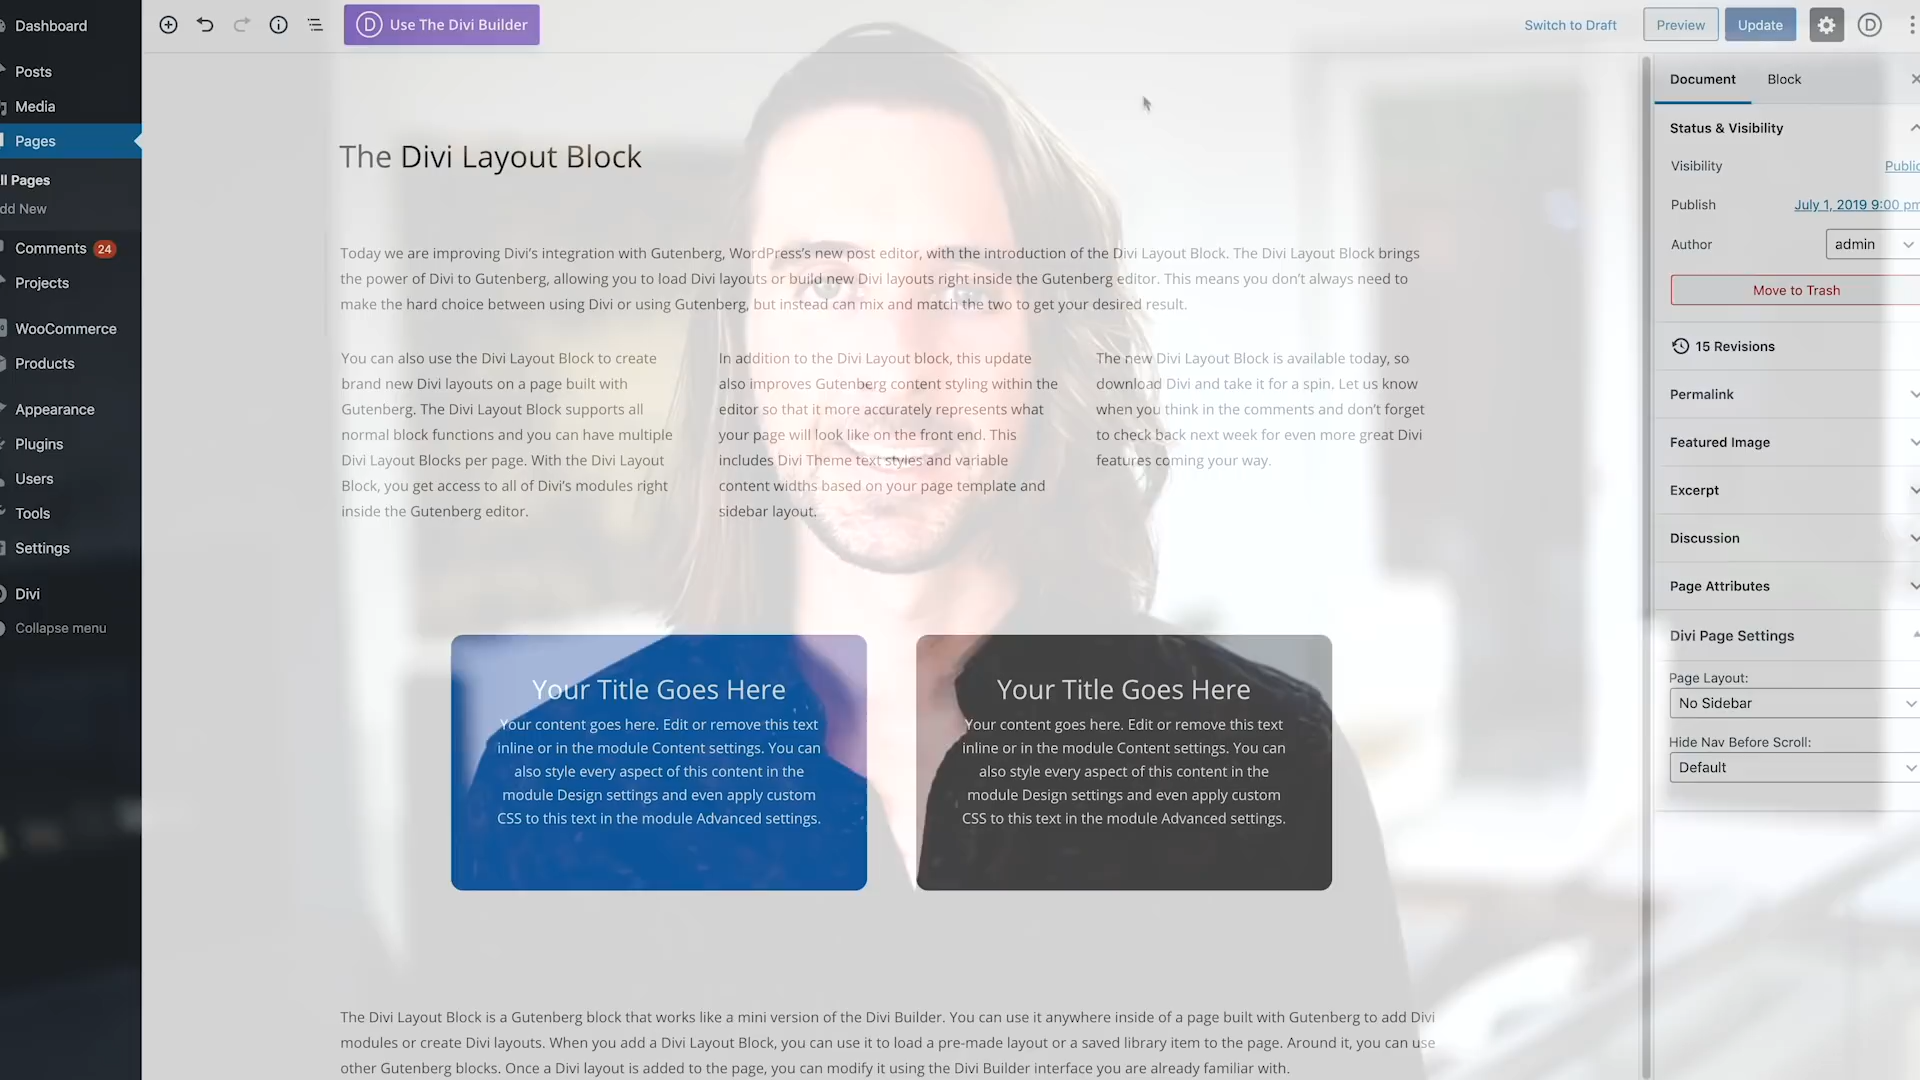 Dashboard
Posts
Media
Pages
ll Pages
dd New
Comments 24
Projects
WooCommerce
Products
Appearance
Plugins
Users
Tools
Settings
Divi
Collapse menu
D Use The Divi Builder
Switch to Draft
Preview
Update
D
The Divi Layout Block
Today we are improving Divi’s integration with Gutenberg, WordPress’s new post editor, with the introduction of the Divi Layout Block. The Divi Layout Block brings
the power of Divi to Gutenberg, allowing you to load Divi layouts or build new Divi layouts right inside the Gutenberg editor. This means you don’t always need to
make the hard choice between using Divi or using Gutenberg, but instead can mix and match the two to get your desired result.
You can also use the Divi Layout Block to create
brand new Divi layouts on a page built with
Gutenberg. The Divi Layout Block supports all
normal block functions and you can have multiple
Divi Layout Blocks per page. With the Divi Layout
Block, you get access to all of Divi’s modules right
inside the Gutenberg editor.
In addition to the Divi Layout block, this update
also improves Gutenberg content styling within the
editor so that it more accurately represents what
your page will look like on the front end. This
includes Divi Theme text styles and variable
content widths based on your page template and
sidebar layout.
The new Divi Layout Block is available today, so
download Divi and take it for a spin. Let us know
when you think in the comments and don’t forget
to check back next week for even more great Divi
features coming your way.
Your Title Goes Here
Your content goes here. Edit or remove this text
inline or in the module Content settings. You can
also style every aspect of this content in the
module Design settings and even apply custom
CSS to this text in the module Advanced settings.
Your Title Goes Here
Your content goes here. Edit or remove this text
inline or in the module Content settings. You can
also style every aspect of this content in the
module Design settings and even apply custom
CSS to this text in the module Advanced settings.
The Divi Layout Block is a Gutenberg block that works like a mini version of the Divi Builder. You can use it anywhere inside of a page built with Gutenberg to add Divi
modules or create Divi layouts. When you add a Divi Layout Block, you can use it to load a pre-made layout or a saved library item to the page. Around it, you can use
other Gutenberg blocks. Once a Divi layout is added to the page, you can modify it using the Divi Builder interface you are already familiar with.
Document
Block
Status & Visibility
Visibility Public
Publish July 1, 2019 9:00 pm
Author admin
Move to Trash
15 Revisions
Permalink
Featured Image
Excerpt
Discussion
Page Attributes
Divi Page Settings
Page Layout:
No Sidebar
Hide Nav Before Scroll:
Default